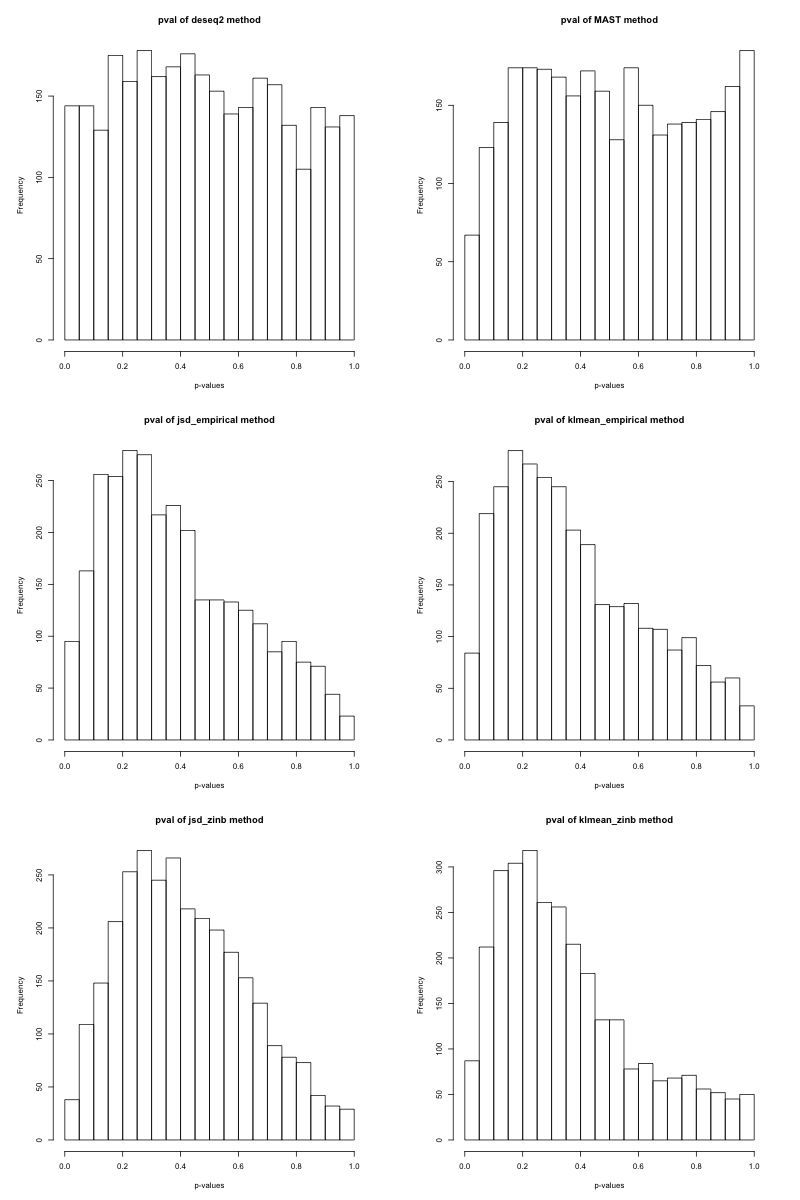 pval of deseq2 method
Frequency
0
50
100
150
0.0 0.2 0.4 0.6 0.8 1.0
p-values
pval of MAST method
Frequency
0
50
100
150
0.0 0.2 0.4 0.6 0.8 1.0
p-values
pval of jsd_empirical method
Frequency
0
50
100
150
200
250
0.0 0.2 0.4 0.6 0.8 1.0
p-values
pval of klmean_empirical method
Frequency
0
50
100
150
200
250
0.0 0.2 0.4 0.6 0.8 1.0
p-values
pval of jsd_zinb method
Frequency
0
50
100
150
200
250
0.0 0.2 0.4 0.6 0.8 1.0
p-values
pval of klmean_zinb method
Frequency
0
50
100
150
200
250
300
0.0 0.2 0.4 0.6 0.8 1.0
p-values